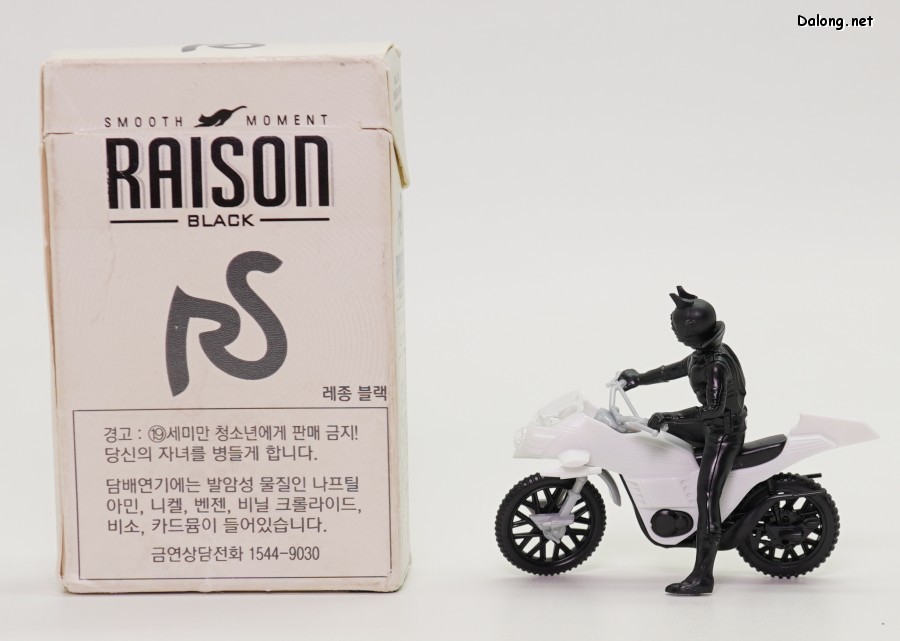 Dalong.net
SMOOTH MOMENT
RAISON
BLACK
RS
레종 블랙
경고 : ⑲세미만 청소년에게 판매 금지!
당신의 자녀를 병들게 합니다.
담배연기에는 발암성 물질인 나프틸
아민, 니켈, 벤젠, 비닐 크롤라이드,
비소, 카드뮴이 들어있습니다.
금연상담전화 1544-9030